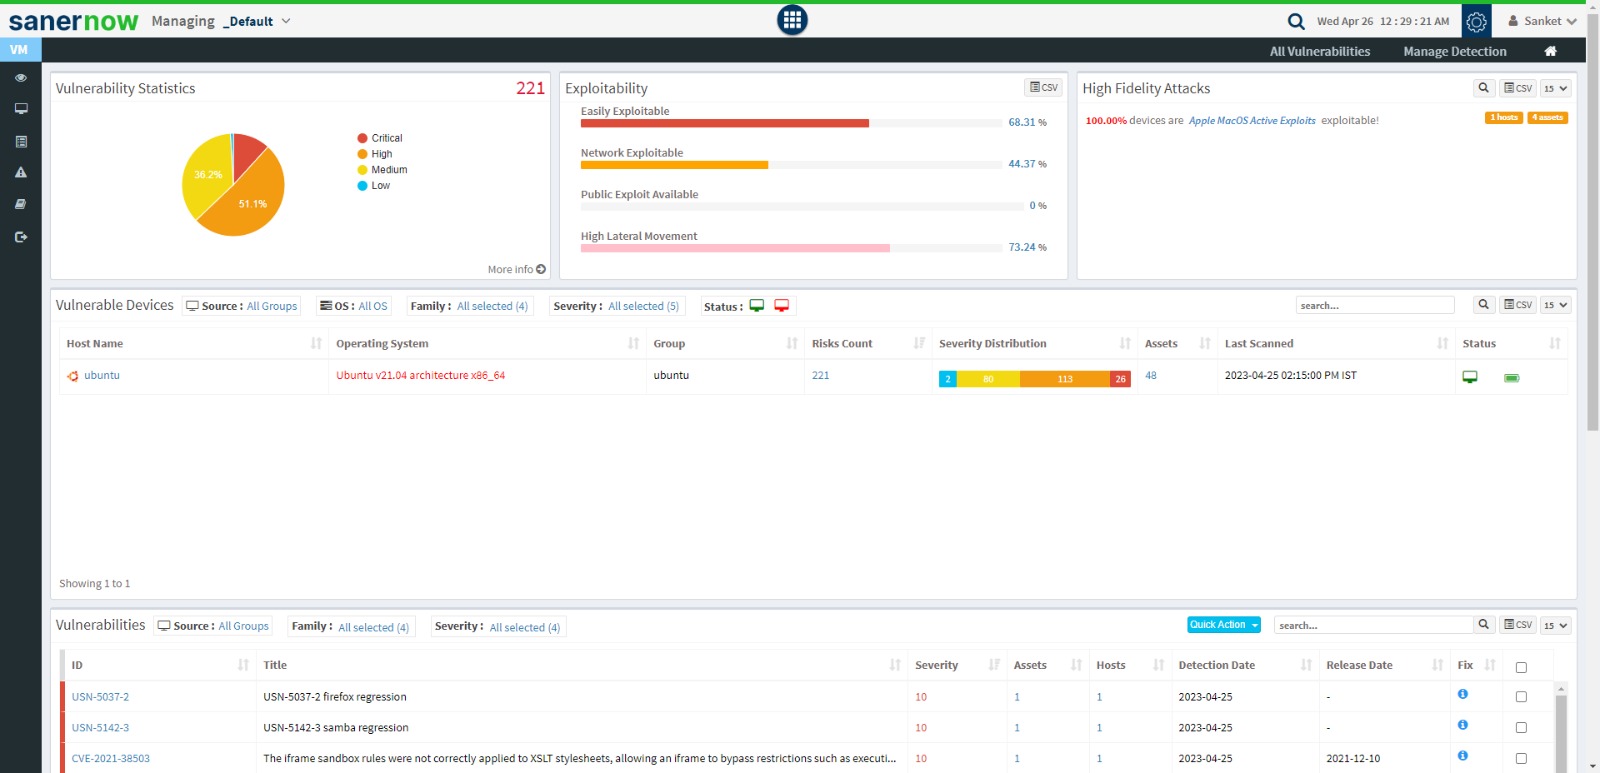 sanernow Managing _Default Wed Apr 26 12 : 29 : 21 AM Sanket
VM All Vulnerabilities Manage Detection
Vulnerability Statistics 221
36.2%
51.1%
Critical
High
Medium
Low
More info
Exploitability CSV
Easily Exploitable
68.31 %
Network Exploitable
44.37 %
Public Exploit Available
0 %
High Lateral Movement
73.24 %
High Fidelity Attacks CSV 15
100.00% devices are Apple MacOS Active Exploits exploitable! 1 hosts 4 assets
Vulnerable Devices Source : All Groups OS : All OS Family : All selected (4) Severity : All selected (5) Status : search... CSV 15
Host Name Operating System Group Risks Count Severity Distribution Assets Last Scanned Status
ubuntu Ubuntu v21.04 architecture x86_64 ubuntu 221 2 80 113 26 48 2023-04-25 02:15:00 PM IST
Showing 1 to 1
Vulnerabilities Source : All Groups Family : All selected (4) Severity : All selected (4) Quick Action search... CSV 15
ID Title Severity Assets Hosts Detection Date Release Date Fix
USN-5037-2 USN-5037-2 firefox regression 10 1 1 2023-04-25 -
USN-5142-3 USN-5142-3 samba regression 10 1 1 2023-04-25 -
CVE-2021-38503 The iframe sandbox rules were not correctly applied to XSLT stylesheets, allowing an iframe to bypass restrictions such as executi... 10 1 1 2023-04-25 2021-12-10